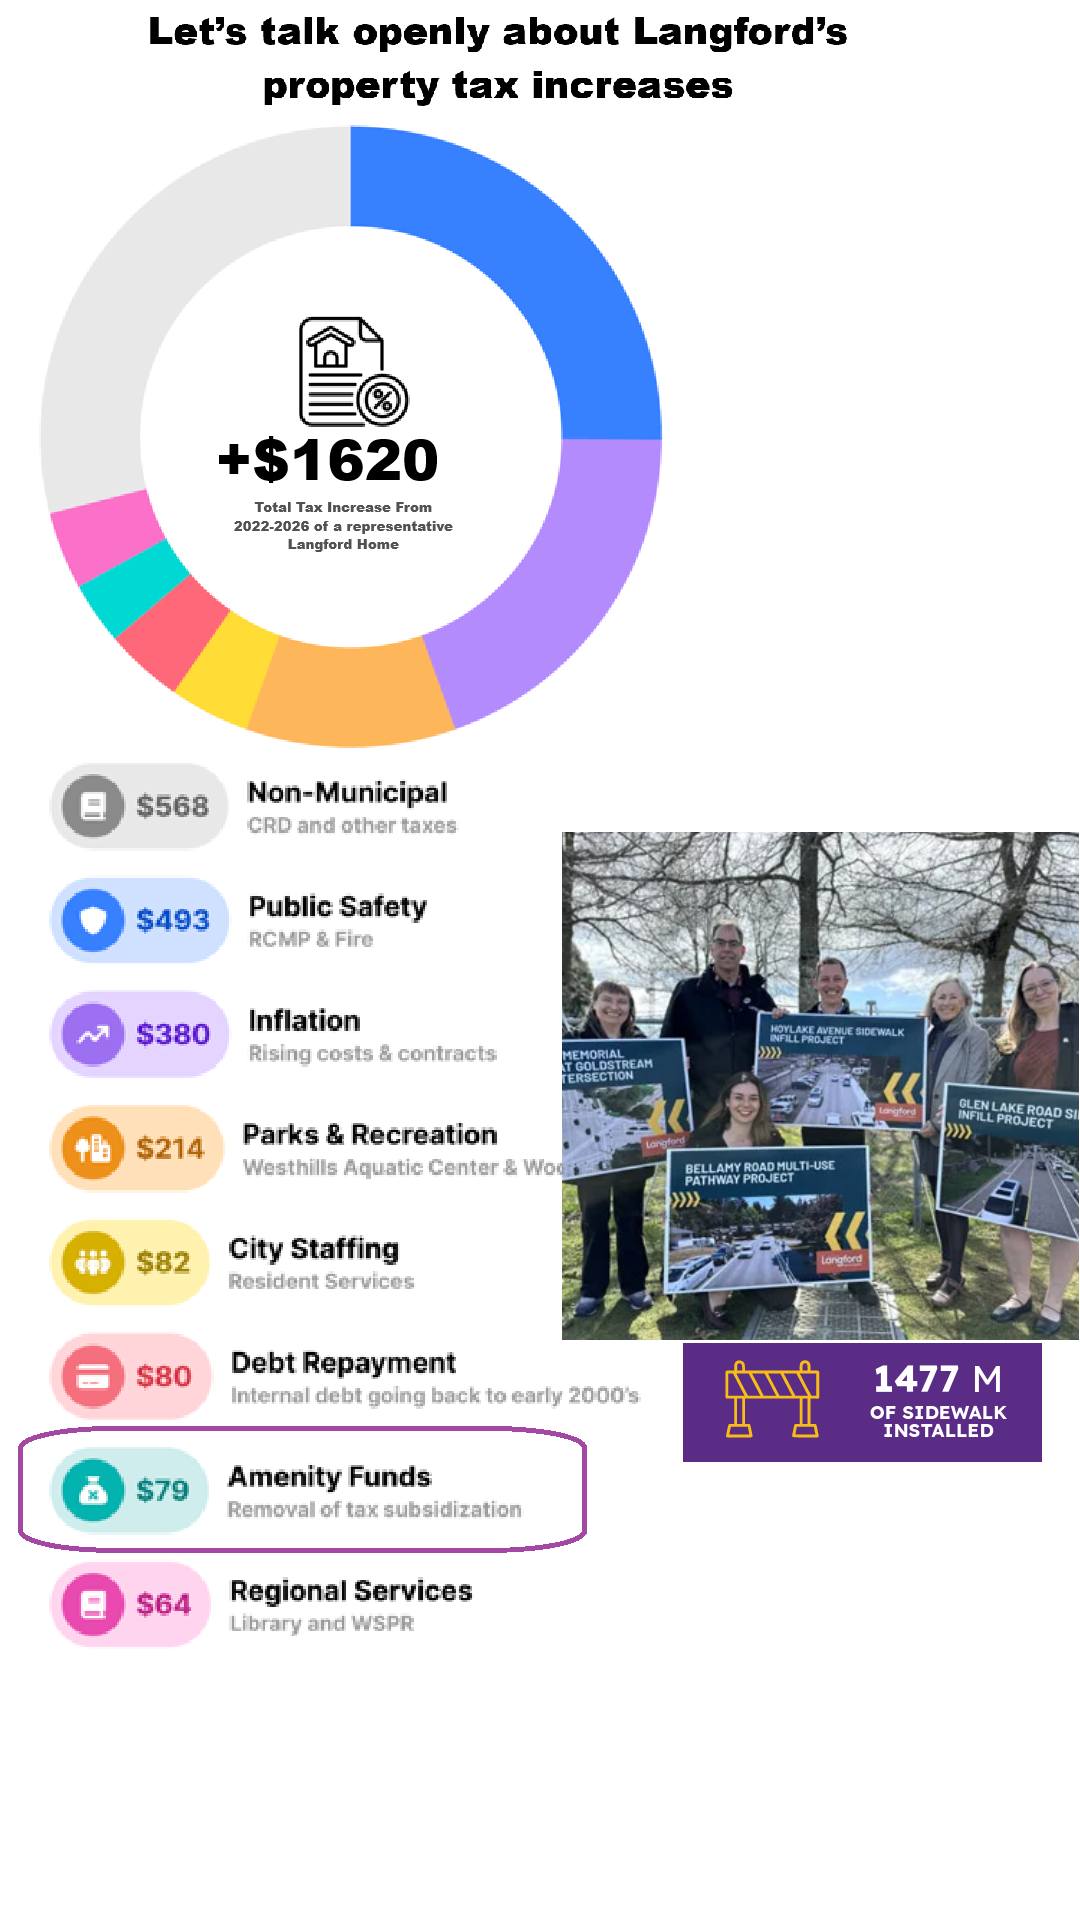 Let's talk openly about Langford's
property tax increases
+$1620
Total Tax Increase From
2022-2026 of a representative
Langford Home
$568
Non-Municipal
CRD and other taxes
$493
Public Safety
RCMP & Fire
$380
Inflation
Rising costs & contracts
$214
Parks & Recreation
Westhills Aquatic Center &
$82
City Staffing
Resident Services
$80
Debt Repayment
Internal debt going back to early 2000's
$79
Amenity Funds
Removal of tax subsidization
$64
Regional Services
Library and WSPR
MEMORIAL
AT GOLDSTREAM
Langford
HOYLAKE AVENUE SIDEWALK
INFILL PROJECT
Langford
GLEN LAKE ROAD
INFILL PROJECT
BELLAMY ROAD MULTI-USE
PATHWAY PROJECT
Langford
1477 M
OF SIDEWALK
INSTALLED